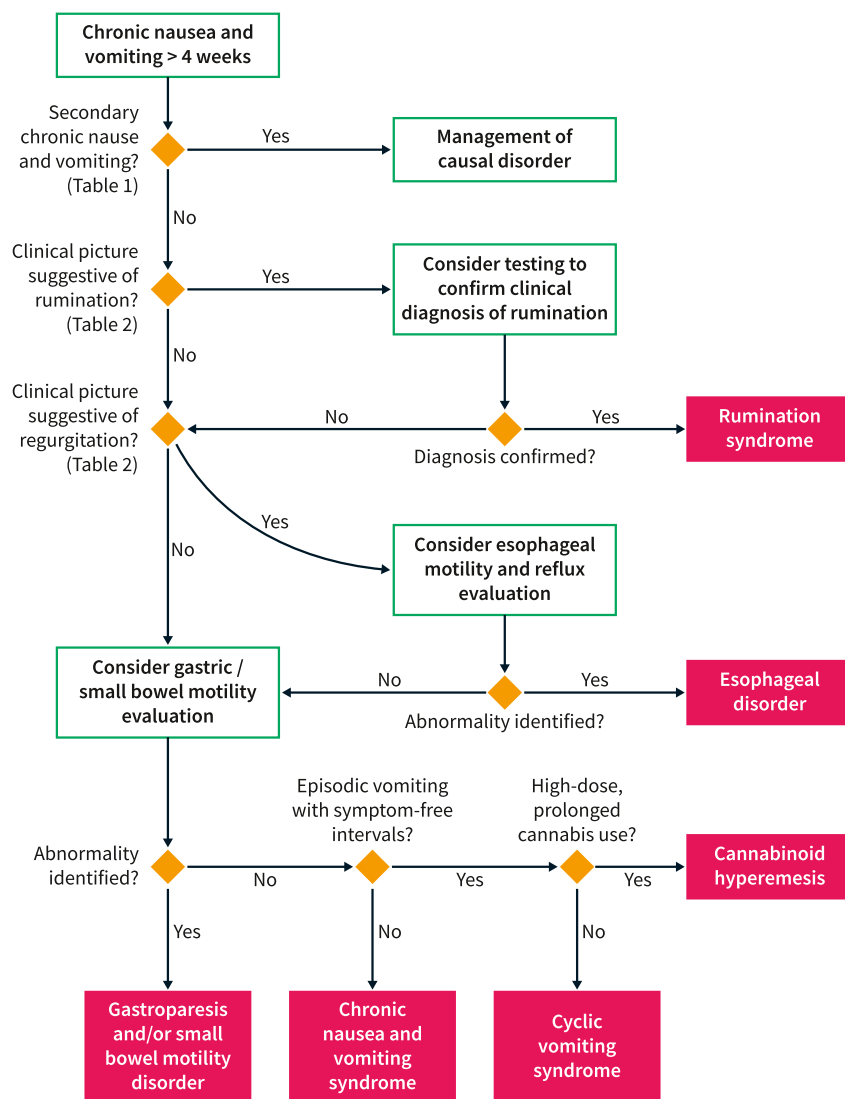 Chronic nausea and
vomiting > 4 weeks
Secondary
chronic nause
and vomiting?
(Table 1)
Yes
Management of
causal disorder
No
Clinical picture
suggestive of
rumination?
(Table 2)
Yes
Consider testing to
confirm clinical
diagnosis of rumination
No
Clinical picture
suggestive of
regurgitation?
(Table 2)
No
Yes
Diagnosis confirmed?
Rumination
syndrome
Yes
No
Consider esophageal
motility and reflux
evaluation
Consider gastric /
small bowel motility
evaluation
No
Yes
Abnormality identified?
Esophageal
disorder
Episodic vomiting
with symptom-free
intervals?
High-dose,
prolonged
cannabis use?
Abnormality
identified?
No
Yes
Yes
Cannabinoid
hyperemesis
Yes
No
No
Gastroparesis
and/or small
bowel motility
disorder
Chronic
nausea and
vomiting
syndrome
Cyclic
vomiting
syndrome